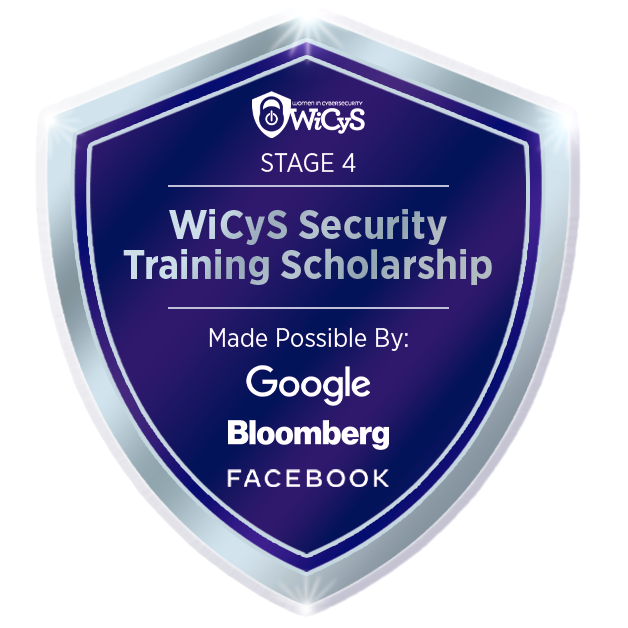 WOMEN IN CYBERSECURITY
WiCyS
STAGE 4
WiCyS Security
Training Scholarship
Made Possible By:
Google
Bloomberg
FACEBOOK